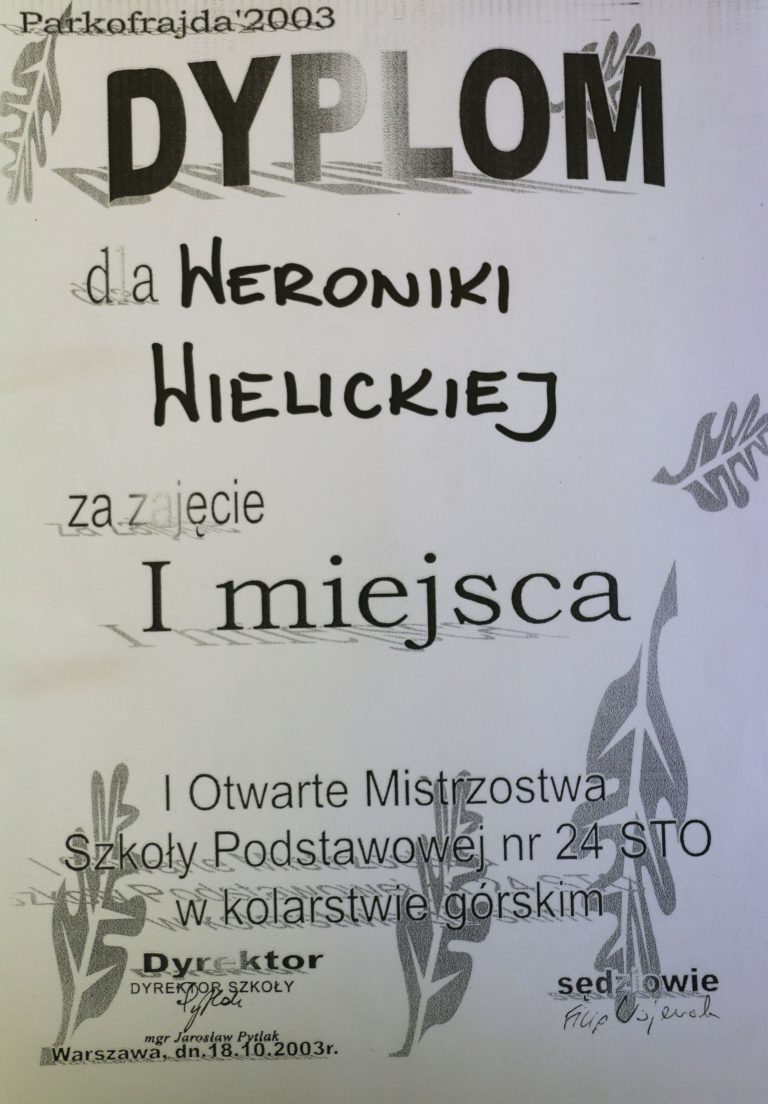 Parkofrajda'2003
DYPLOM
dla WERONIKI
WIELICKIEJ
za zajęcie
I miejsca
I Otwarte Mistrzostwa
Szkoły Podstawowej nr 24 STO
w kolarstwie górskim
Dyrektor
DYREKTOR SZKOŁY
mgr Jarosław Pytlak
sędziowie
Filip
Warszawa, dn.18.10.2003r.